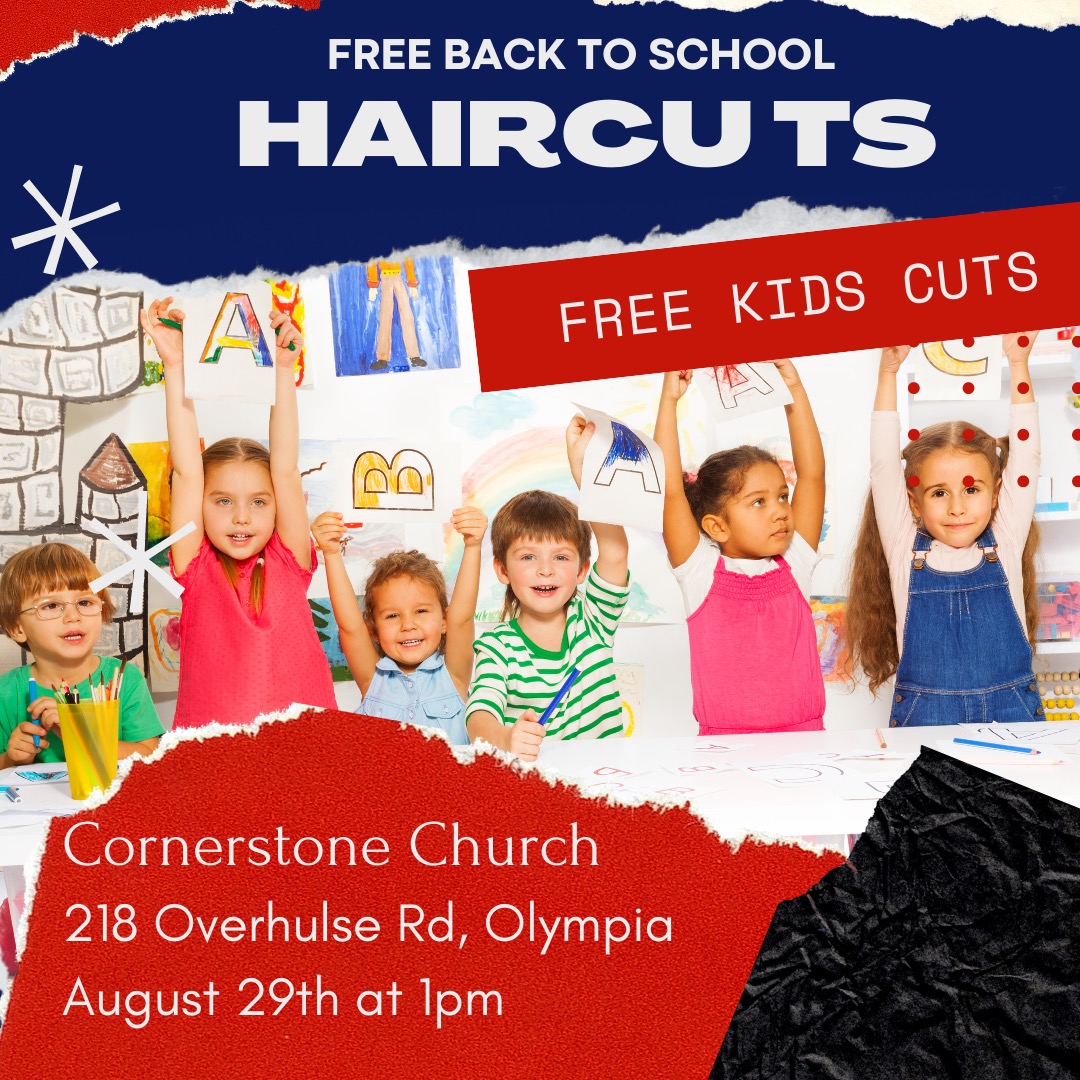 FREE BACK TO SCHOOL
HAIRCUTS
FREE KIDS CUTS
A
B
A
A
C
Cornerstone Church
218 Overhulse Rd, Olympia
August 29th at 1pm